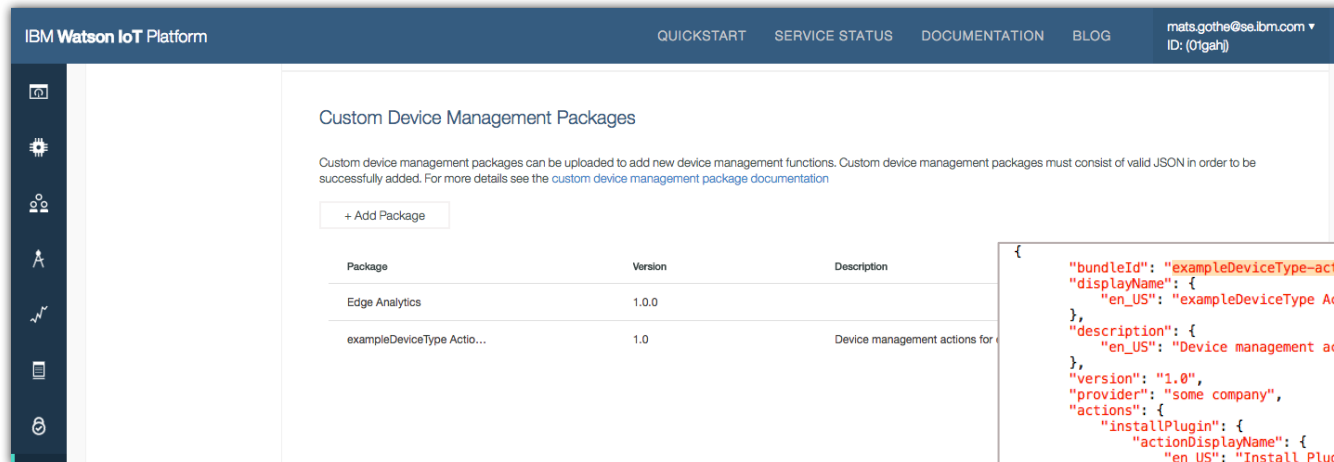 IBM Watson IoT Platform
QUICKSTART SERVICE STATUS DOCUMENTATION BLOG
mats.gothe@se.ibm.com ▾
ID: (01gahj)
Custom Device Management Packages
Custom device management packages can be uploaded to add new device management functions. Custom device management packages must consist of valid JSON in order to be
successfully added. For more details see the custom device management package documentation
+ Add Package
Package Version Description
Edge Analytics 1.0.0
exampleDeviceType Actio... 1.0 Device management actions for
{
"bundleId": "exampleDeviceType-act
"displayName": {
"en_US": "exampleDeviceType Ac
},
"description": {
"en_US": "Device management ac
},
"version": "1.0",
"provider": "some company",
"actions": {
"installPlugin": {
"actionDisplayName": {
"en_US": "Install Plug